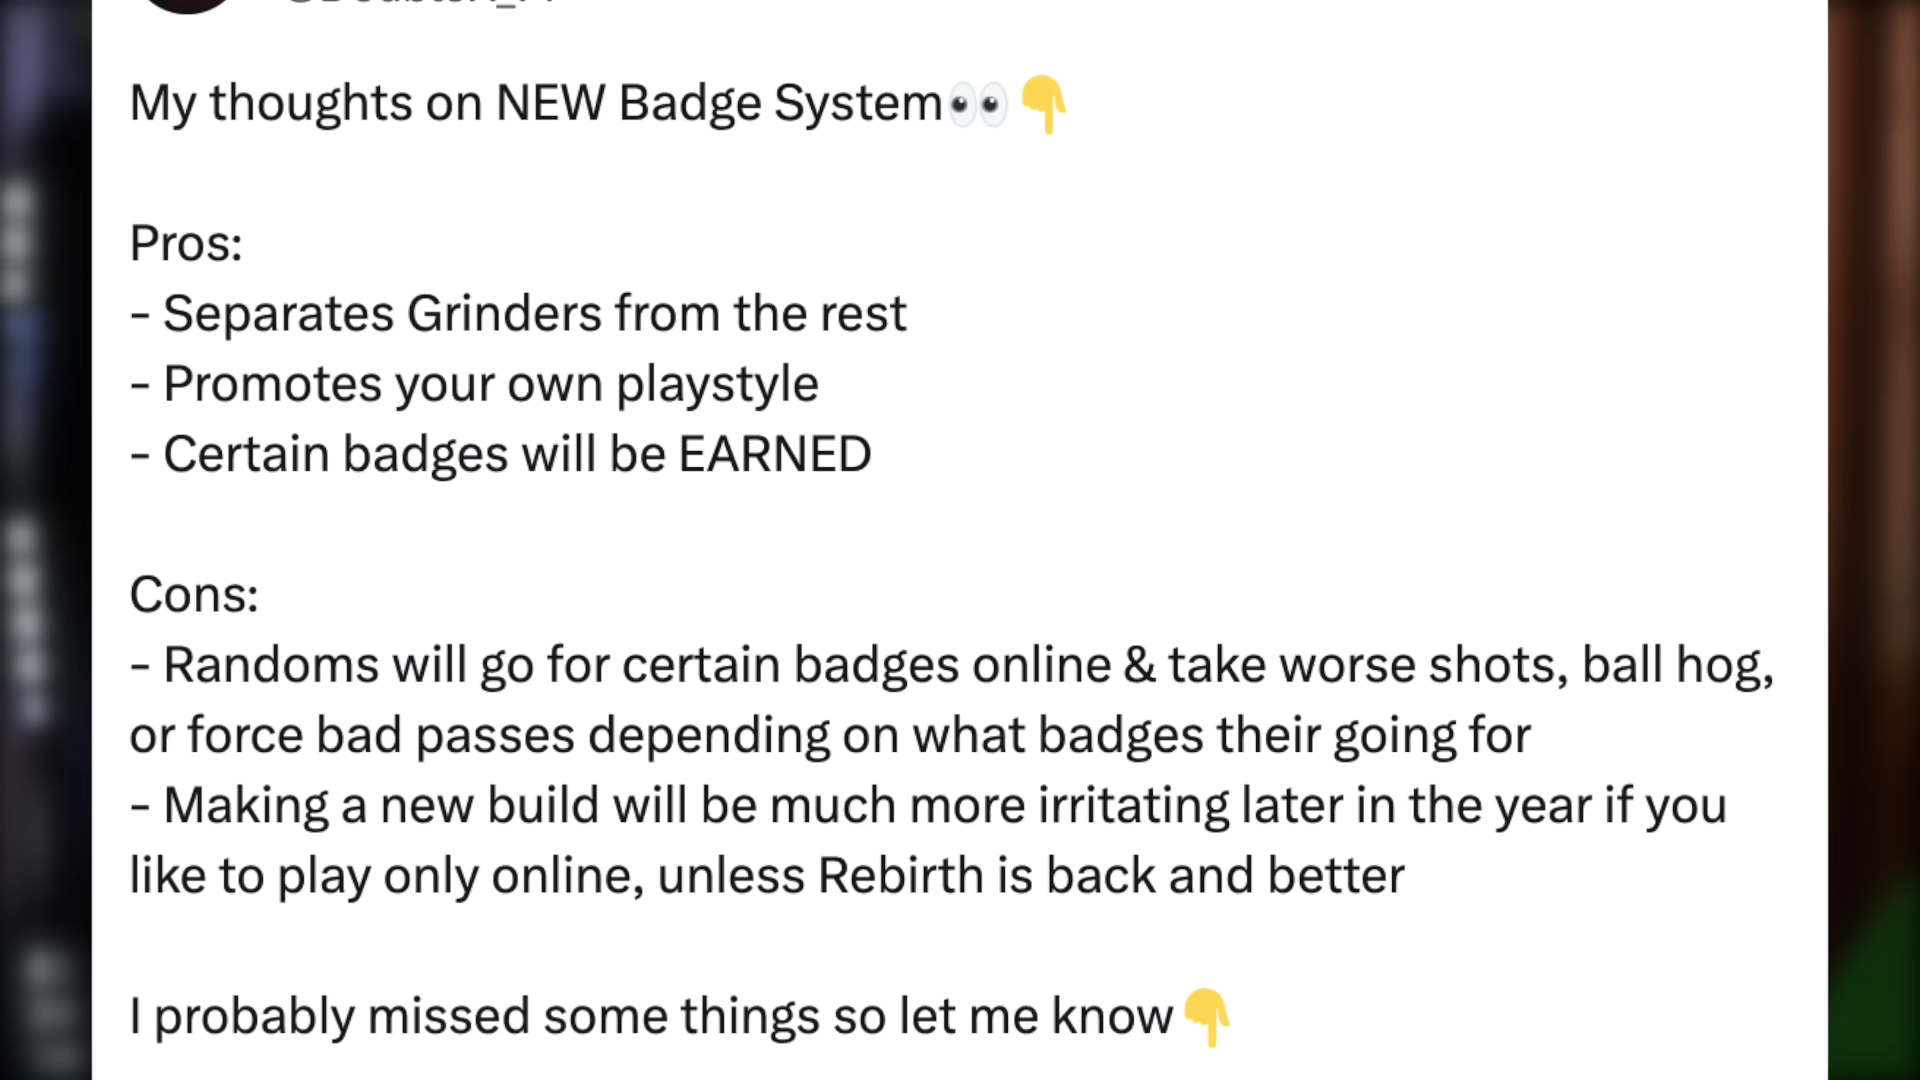 My thoughts on NEW Badge System👀👇
Pros:
- Separates Grinders from the rest
- Promotes your own playstyle
- Certain badges will be EARNED
Cons:
- Randoms will go for certain badges online & take worse shots, ball hog,
or force bad passes depending on what badges their going for
- Making a new build will be much more irritating later in the year if you
like to play only online, unless Rebirth is back and better
I probably missed some things so let me know👇